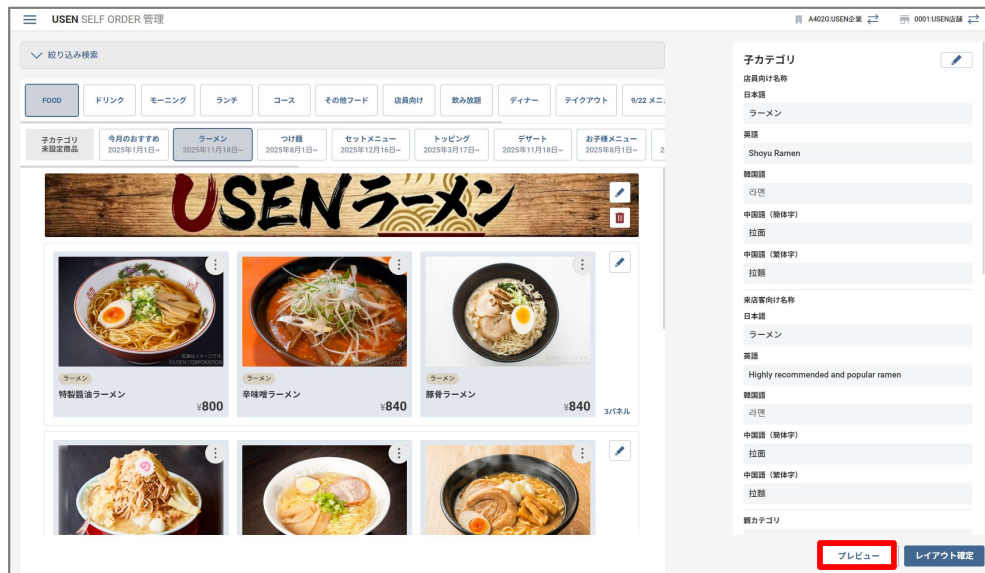 USEN SELF ORDER 管理
A402G:USEN企業
0001:USEN店舗
絞り込み検索
FOOD
ドリンク
モーニング
ランチ
コース
その他フード
店員向け
飲み放題
ディナー
テイクアウト
9/22 メニ
子カテゴリ
未設定商品
今月のおすすめ
2025年1月1日~
ラーメン
2025年11月18日~
つけ麺
2025年8月1日~
セットメニュー
2025年12月16日~
トッピング
2025年3月17日~
デザート
2025年11月18日~
お子様メニュー
2025年8月1日~
2
USENラーメン
写真はイメージです。
©USEN CORPORATION
ラーメン
特製醤油ラーメン
¥800
ラーメン
辛味噌ラーメン
¥840
ラーメン
豚骨ラーメン
¥840
3パネル
子カテゴリ
店員向け名称
日本語
ラーメン
英語
Shoyu Ramen
韓国語
라멘
中国語（簡体字）
拉面
中国語（繁体字）
拉麵
来店客向け名称
日本語
ラーメン
英語
Highly recommended and popular ramen
韓国語
라멘
中国語（簡体字）
拉面
中国語（繁体字）
拉麵
親カテゴリ
プレビュー
レイアウト確定